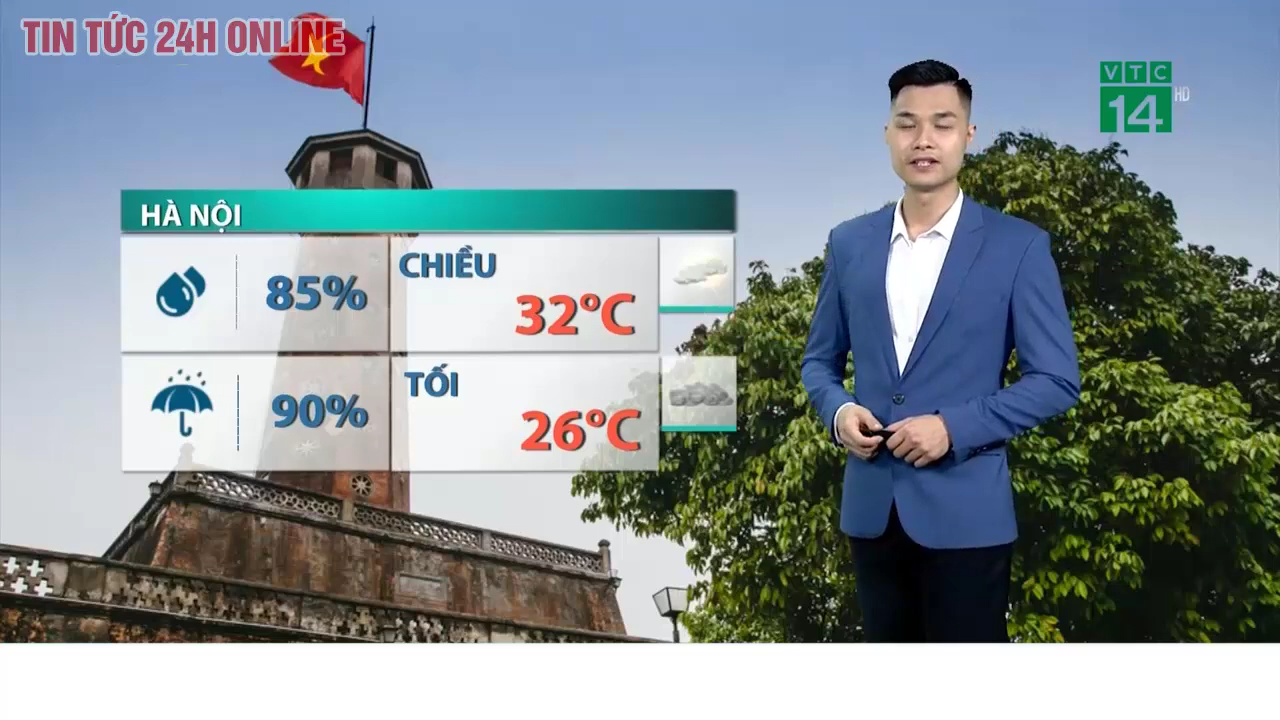 TIN TỨC 24H ONLINE
VTC
14
HD
HÀ NỘI
85%
CHIỀU
32°C
90%
TỐI
26°C